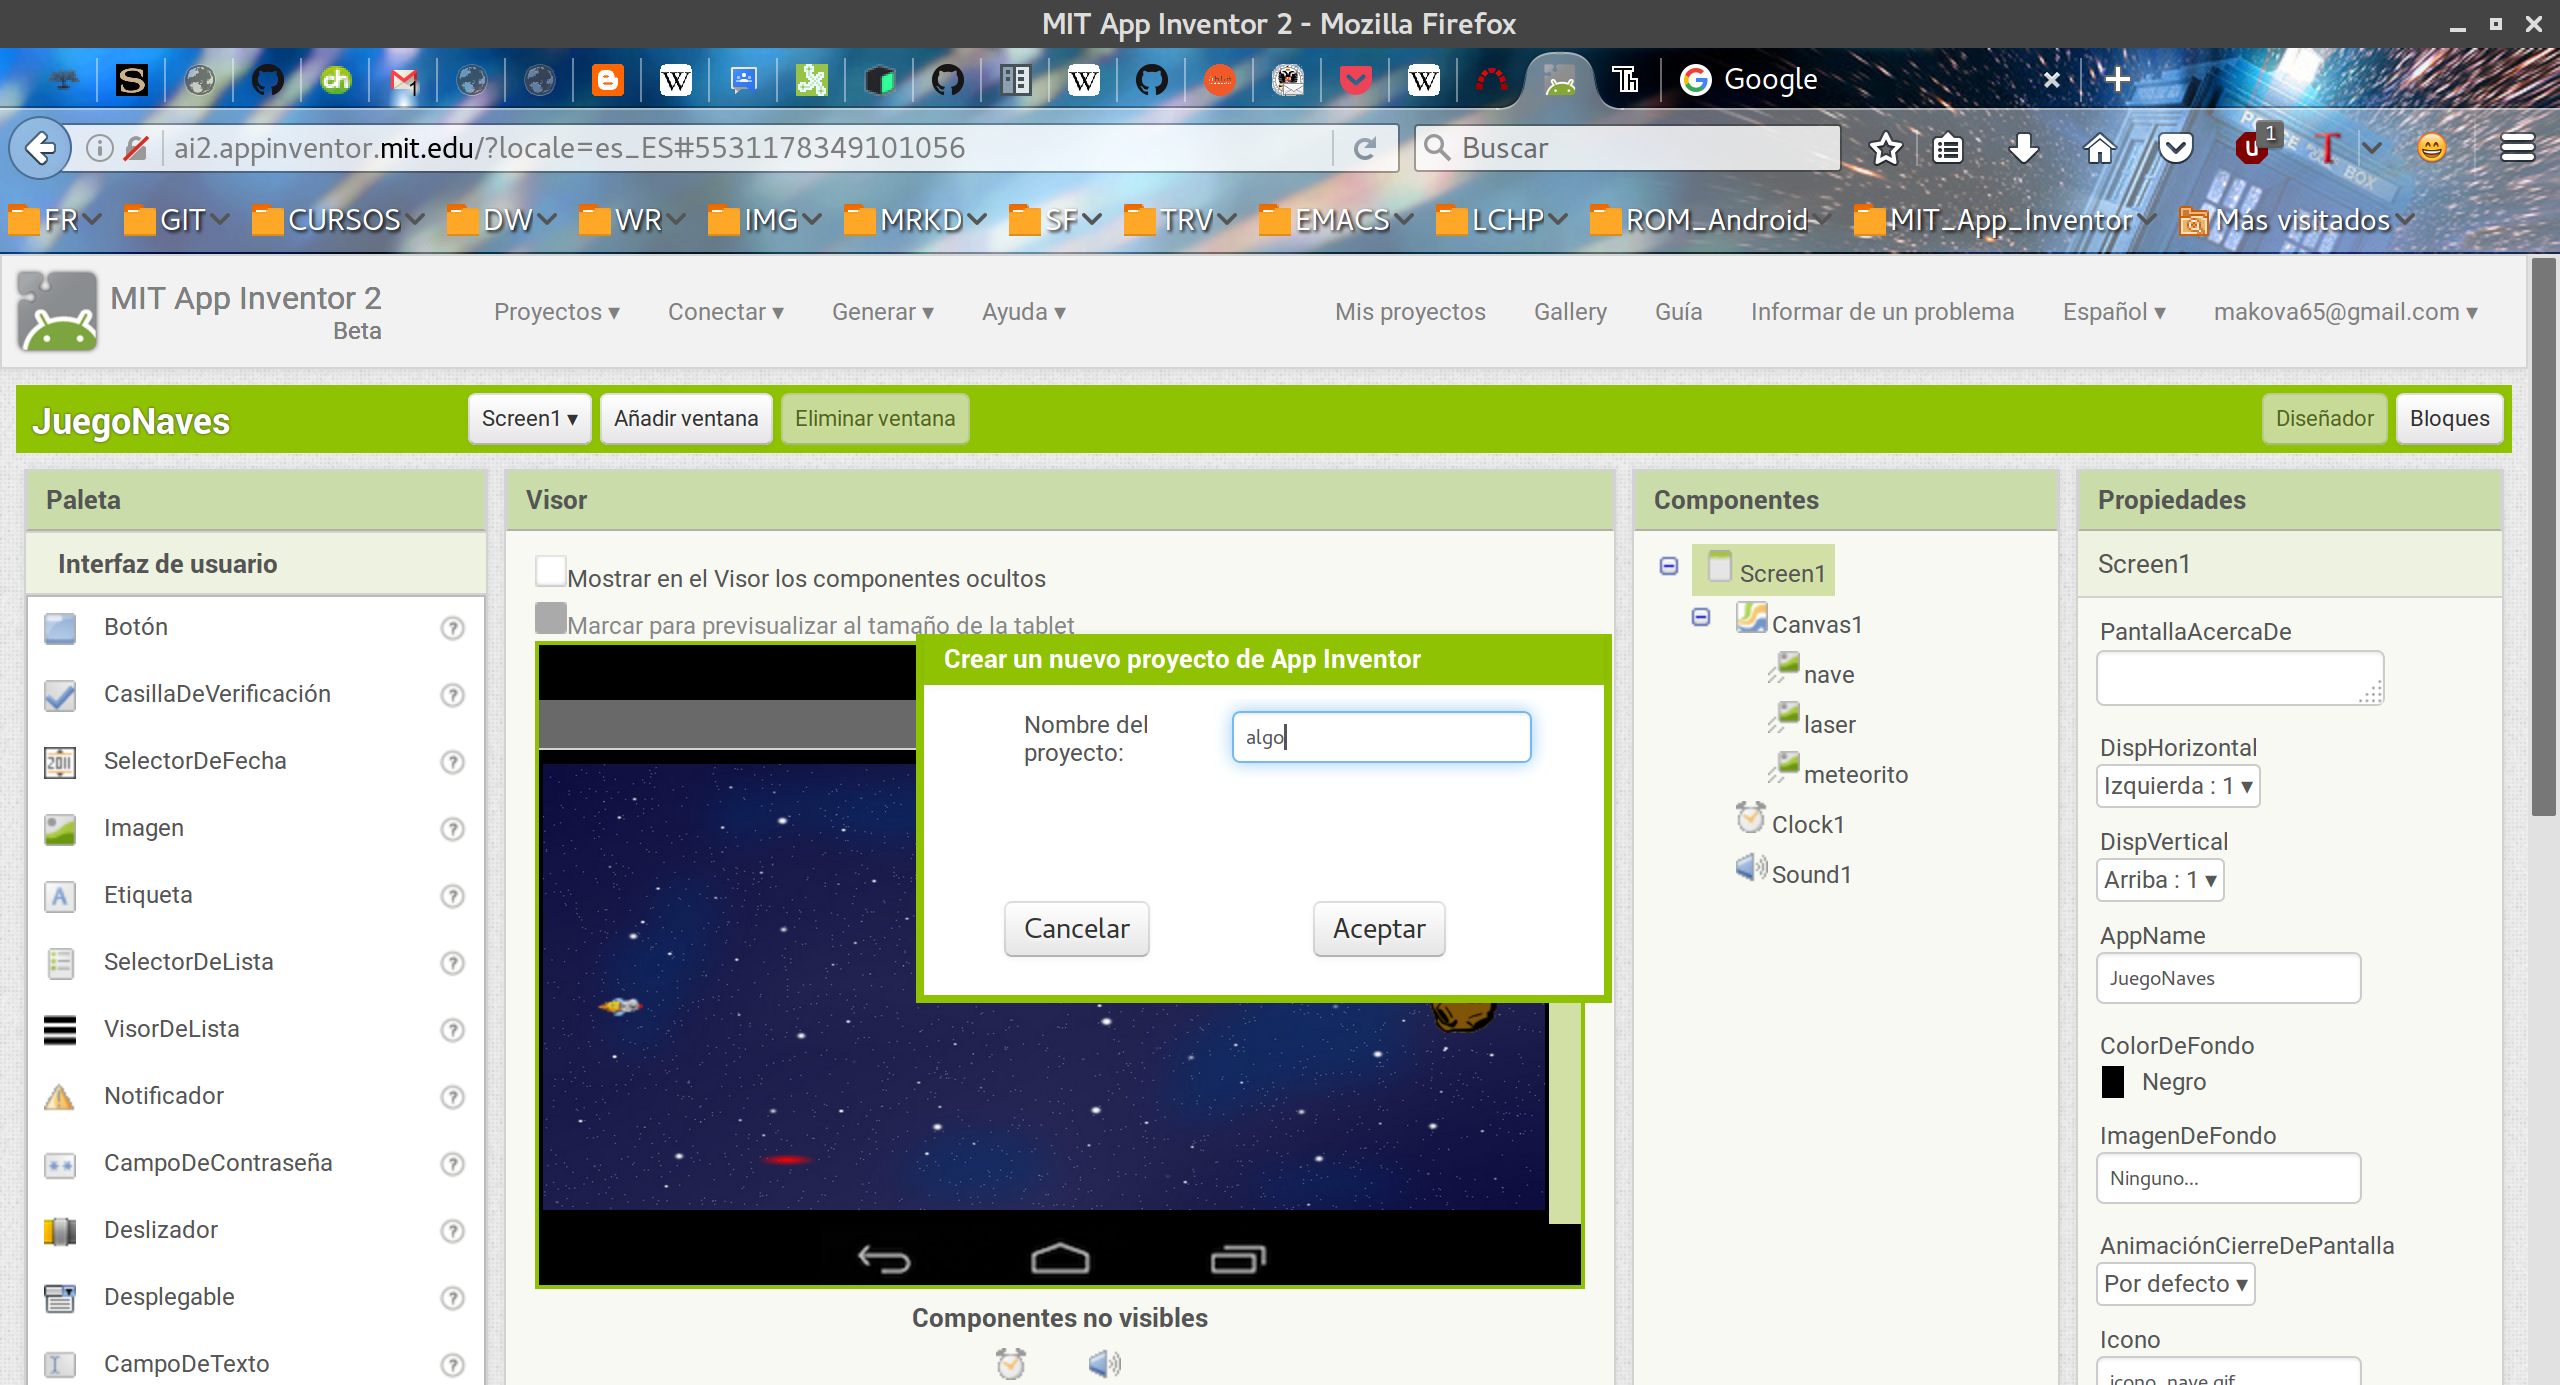 MIT App Inventor 2 - Mozilla Firefox
Google
ai2.appinventor.mit.edu/?locale=es_ES#5531178349101056
Buscar
1
FR GIT CURSOS DW WR IMG MRKD SF TRV EMACS LCHP ROM_Android MIT_App_Inventor Más visitados
MIT App Inventor 2
Beta
Proyectos ▾ Conectar ▾ Generar ▾ Ayuda ▾ Mis proyectos Gallery Guía Informar de un problema Español ▾ makova65@gmail.com ▾
JuegoNaves Screen1 ▾ Añadir ventana Eliminar ventana Diseñador Bloques
Paleta
Interfaz de usuario
Botón
CasillaDeVerificación
SelectorDeFecha
Imagen
Etiqueta
SelectorDeLista
VisorDeLista
Notificador
CampoDeContraseña
Deslizador
Desplegable
CampoDeTexto
Visor
Mostrar en el Visor los componentes ocultos
Marcar para previsualizar al tamaño de la tablet
Crear un nuevo proyecto de App Inventor
Nombre del
proyecto:
algo
Cancelar Aceptar
Componentes no visibles
Componentes
Screen1
Canvas1
nave
laser
meteorito
Clock1
Sound1
Propiedades
Screen1
PantallaAcercaDe
DispHorizontal
Izquierda : 1 ▾
DispVertical
Arriba : 1 ▾
AppName
JuegoNaves
ColorDeFondo
Negro
ImagenDeFondo
Ninguno...
AnimaciónCierreDePantalla
Por defecto ▾
Icono
icono_nave.gif